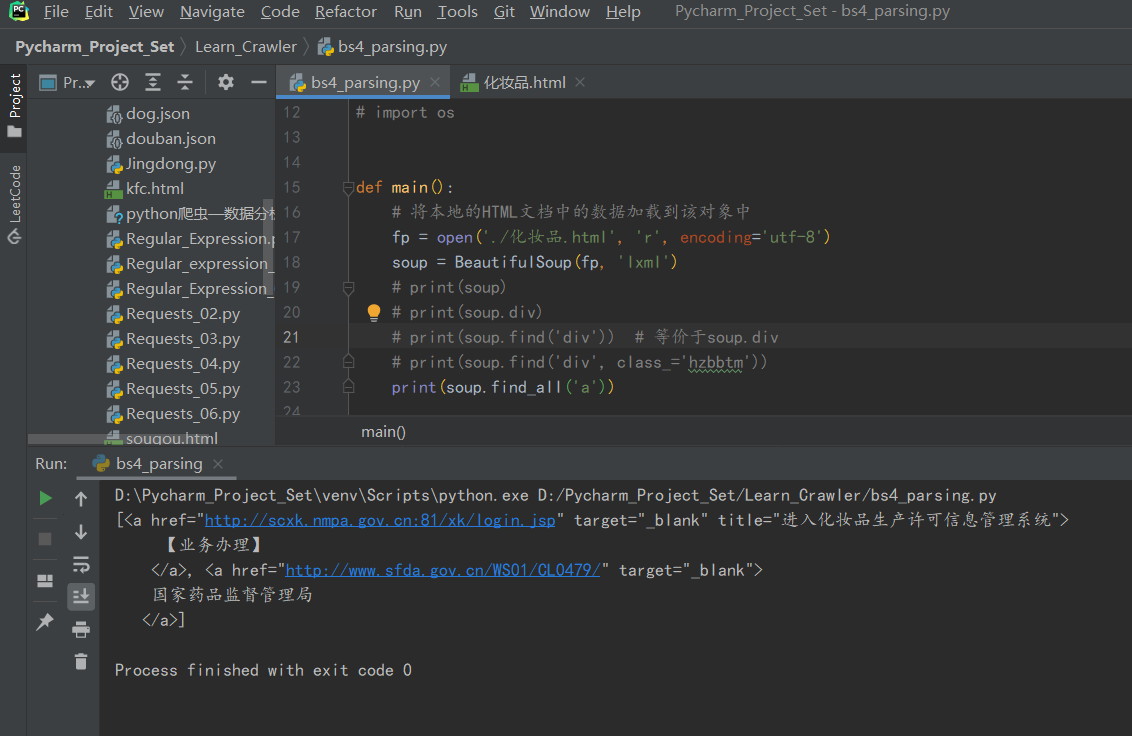 PC File Edit View Navigate Code Refactor Run Tools Git Window Help Pycharm_Project_Set - bs4_parsing.py
Pycharm_Project_Set Learn_Crawler bs4_parsing.py
Project
LeetCode
Pr..
dog.json
douban.json
Jingdong.py
kfc.html
python爬虫—数据分析
Regular_Expression.p
Regular_expression_
Regular_Expression_
Requests_02.py
Requests_03.py
Requests_04.py
Requests_05.py
Requests_06.py
sougou.html
bs4_parsing.py 化妆品.html
12 # import os
13
14
15 def main():
16 # 将本地的HTML文档中的数据加载到该对象中
17 fp = open('./化妆品.html', 'r', encoding='utf-8')
18 soup = BeautifulSoup(fp, 'lxml')
19 # print(soup)
20 # print(soup.div)
21 # print(soup.find('div')) # 等价于soup.div
22 # print(soup.find('div', class_='hzbbtm'))
23 print(soup.find_all('a'))
24
main()
Run: bs4_parsing
D:\Pycharm_Project_Set\venv\Scripts\python.exe D:/Pycharm_Project_Set/Learn_Crawler/bs4_parsing.py
[<a href="http://scxk.nmpa.gov.cn:81/xk/login.jsp" target="_blank" title="进入化妆品生产许可信息管理系统">
【业务办理】
</a>, <a href="http://www.sfda.gov.cn/WS01/CL0479/" target="_blank">
国家药品监督管理局
</a>]
Process finished with exit code 0